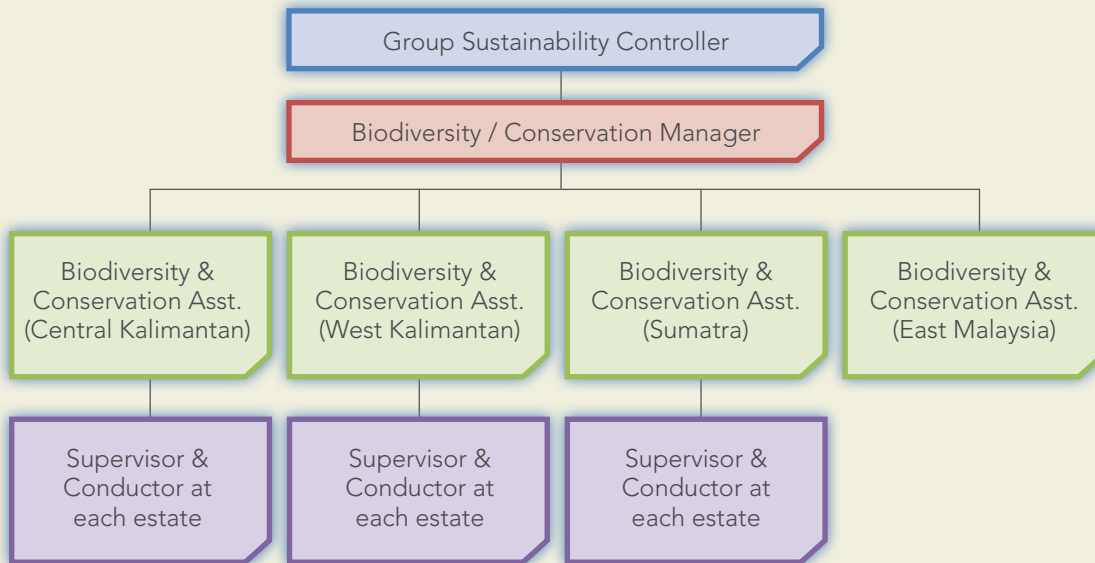 Group Sustainability Controller
Biodiversity / Conservation Manager
Biodiversity &
Conservation Asst.
(Central Kalimantan)
Biodiversity &
Conservation Asst.
(West Kalimantan)
Biodiversity &
Conservation Asst.
(Sumatra)
Biodiversity &
Conservation Asst.
(East Malaysia)
Supervisor &
Conductor at
each estate
Supervisor &
Conductor at
each estate
Supervisor &
Conductor at
each estate